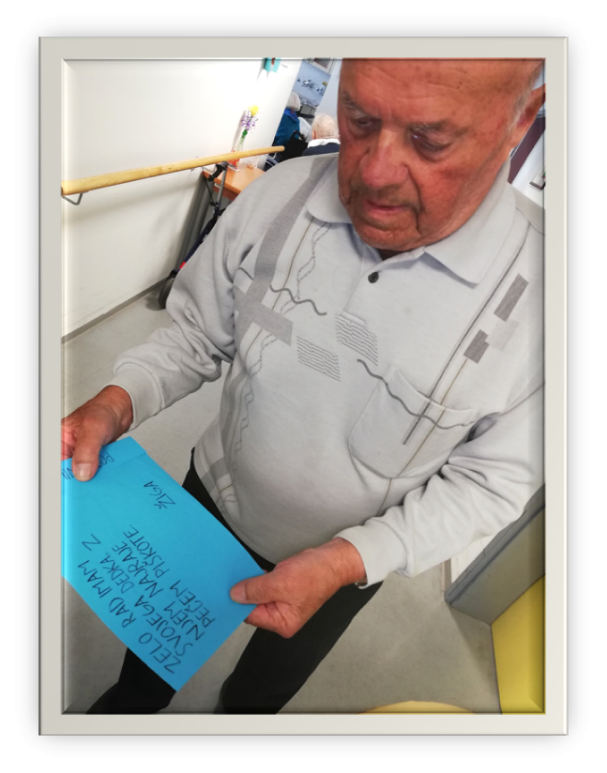 ZELO RAD IMAM
SVOJEGA DEDKA. Z
NJIM NAJRAJE
PEČEM PIŠKOTE.
ŽIGA